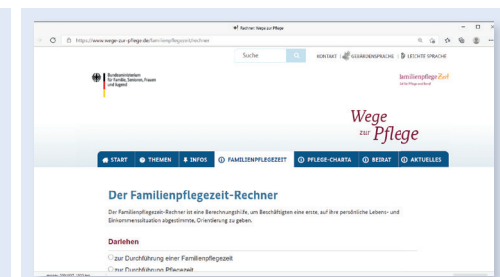 Rechner: Wege zur Pflege
https://www.wege-zur-pflege.de/familienpflegezeit/rechner
Suche
KONTAKT
GEBÄRDENSPRACHE
LEICHTE SPRACHE
Bundesministerium
für Familie, Senioren, Frauen
und Jugend
Wege
zur Pflege
START
THEMEN
INFOS
FAMILIENPFLEGEZEIT
PFLEGE-CHARTA
BEIRAT
AKTUELLES
Der Familienpflegezeit-Rechner
Der Familienpflegezeit-Rechner ist eine Berechnungshilfe, um Beschäftigten eine erste, auf ihre persönliche Lebens- und
Einkommenssituation abgestimmte, Orientierung zu geben.
Darlehen
zur Durchführung einer Familienpflegezeit
zur Durchführung Pflegezeit